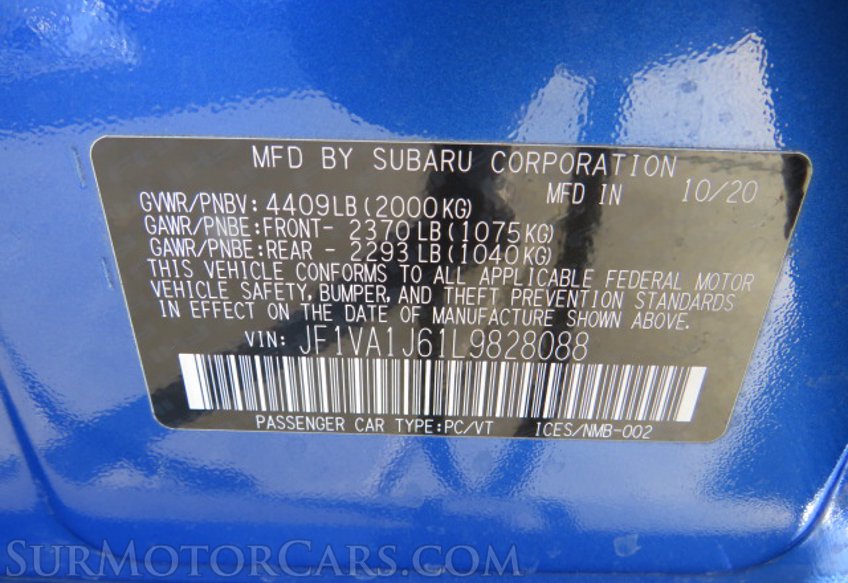 MFD BY SUBARU CORPORATION
MFD IN 10/20
GVWR/PNBV: 4409LB(2000KG)
GAWR/PNBE:FRONT- 2370LB(1075KG)
GAWR/PNBE:REAR - 2293LB(1040KG)
THIS VEHICLE CONFORMS TO ALL APPLICABLE FEDERAL MOTOR
VEHICLE SAFETY, BUMPER, AND THEFT PREVENTION STANDARDS
IN EFFECT ON THE DATE OF MANUFACTURE SHOWN ABOVE.
VIN: JF1VA1J61L9828088
PASSENGER CAR TYPE:PC/VT ICES/NMB-002
SURMOTORCARS.COM